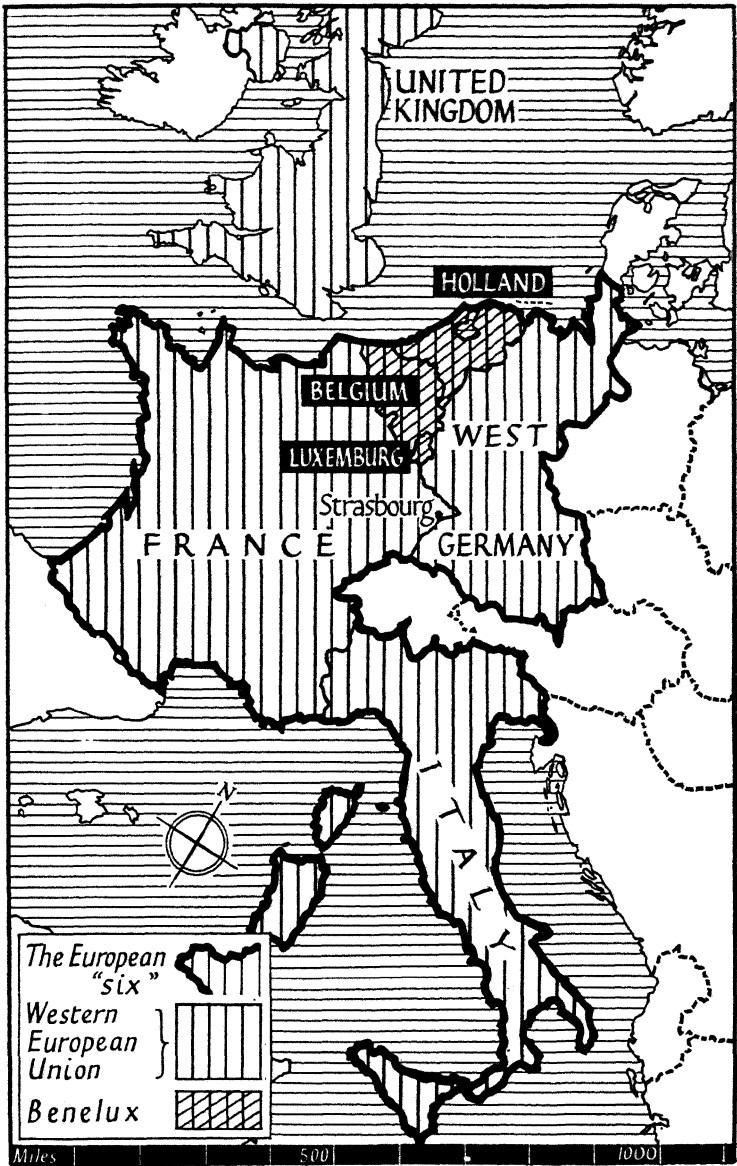 UNITED
KINGDOM
HOLLAND
BELGIUM
LUXEMBURG
WEST
Strasbourg
FRANCE
GERMANY
ITALY
N
The European
"six"
Western
European
Union
Benelux
Miles 500 1000